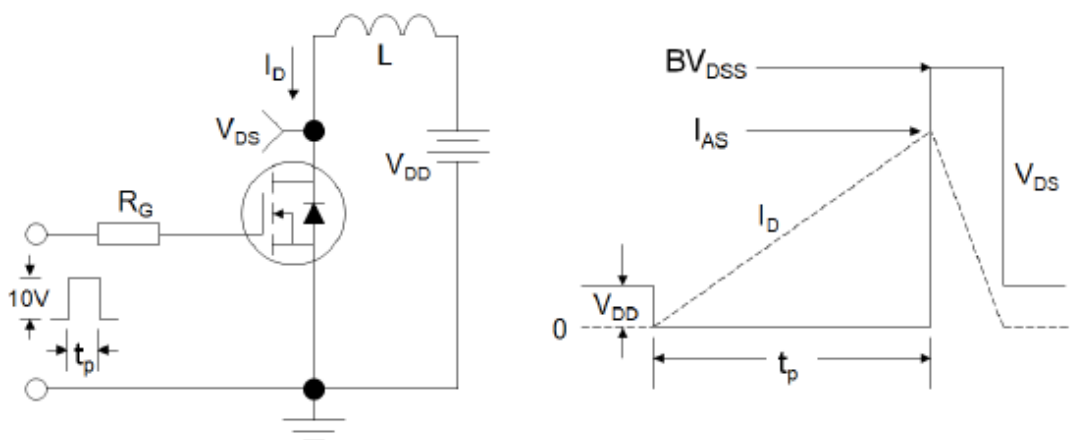 L
I_D
V_DS
V_DD
R_G
10V
t_p
BV_DSS
I_AS
V_DS
I_D
V_DD
0
t_p